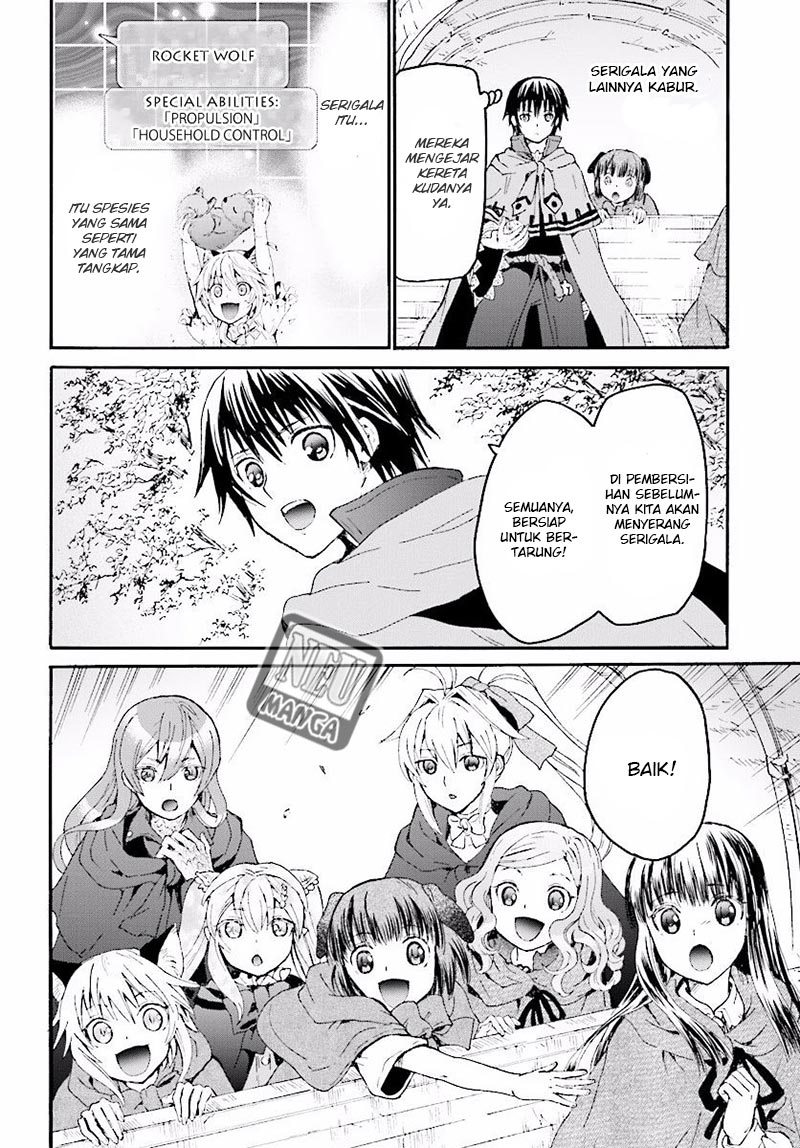 SERIGALA YANG
LAINNYA KABUR.
MEREKA
MENGEJAR
KERETA
KUDANYA
YA.
SERIGALA
ITU...
ROCKET WOLF
SPECIAL ABILITIES:
「PROPULSION」
「HOUSEHOLD CONTROL」
ITU SPESIES
YANG SAMA
SEPERTI
YANG TAMA
TANGKAP.
DI PEMBERSI-
HAN SEBELUM-
NYA KITA AKAN
MENYERANG
SERIGALA.
SEMUANYA,
BERSIAP
UNTUK BER-
TARUNG!
NEU
MANGA
BAIK!